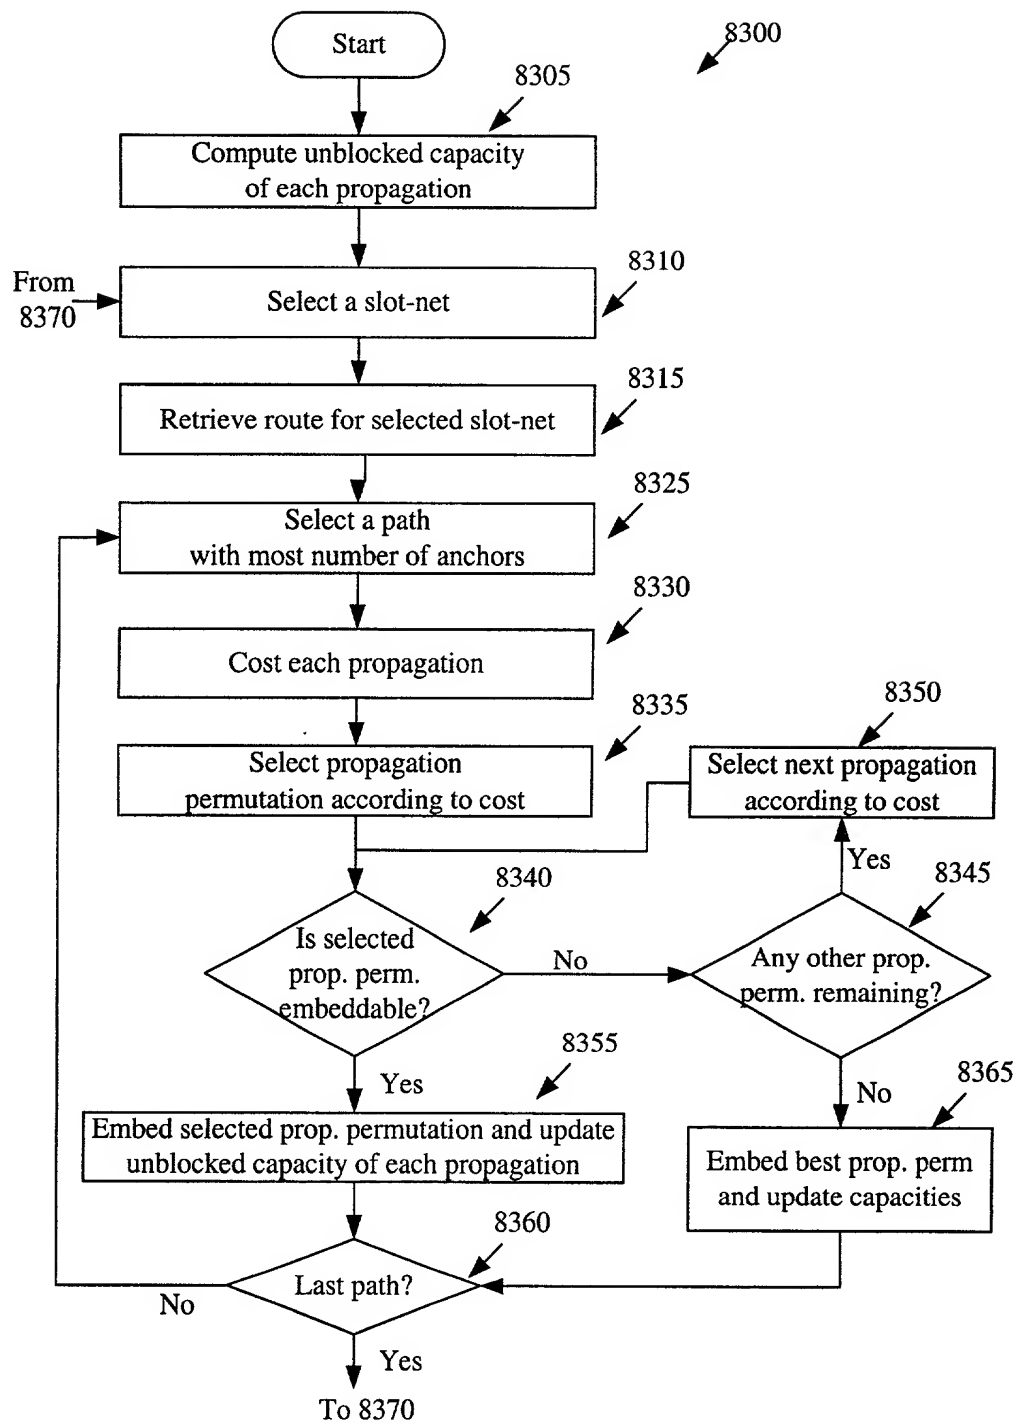 Start
8300
8305
Compute unblocked capacity
of each propagation
From
8370
8310
Select a slot-net
8315
Retrieve route for selected slot-net
8325
Select a path
with most number of anchors
8330
Cost each propagation
8335
Select propagation
permutation according to cost
8350
Select next propagation
according to cost
Yes
8340
8345
Is selected
prop. perm.
embeddable?
No
Any other prop.
perm. remaining?
8355
Yes
No
8365
Embed selected prop. permutation and update
unblocked capacity of each propagation
Embed best prop. perm
and update capacities
8360
Last path?
No
Yes
To 8370